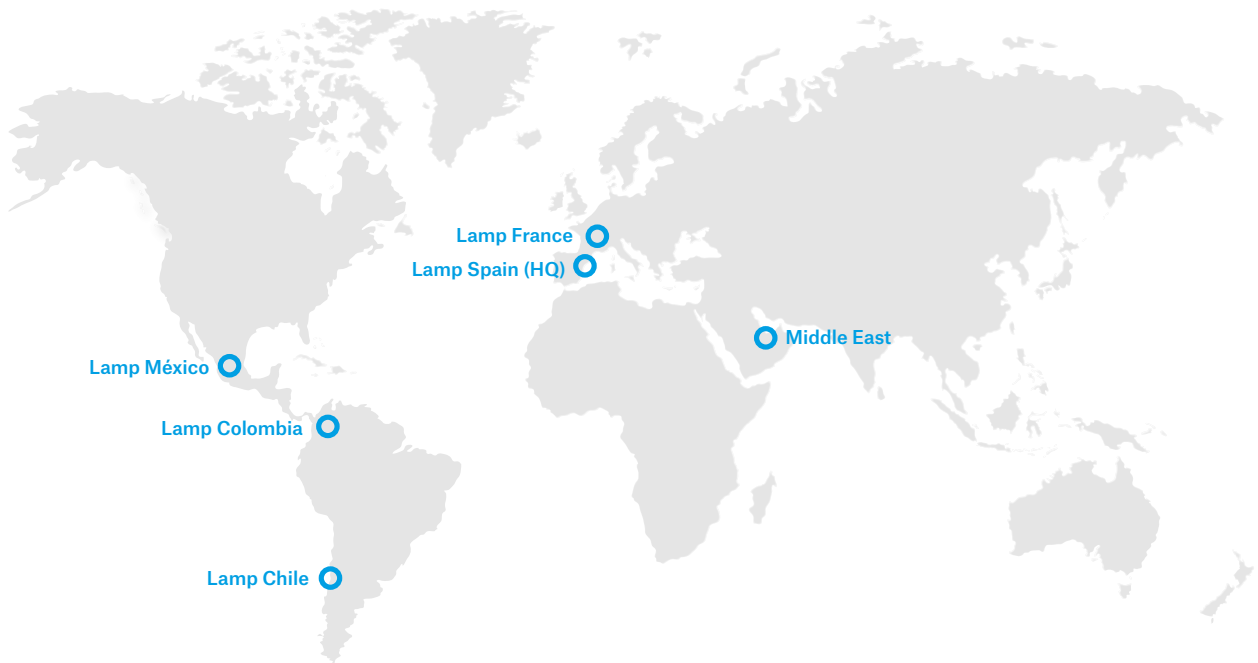 Lamp France
Lamp Spain (HQ)
Middle East
Lamp México
Lamp Colombia
Lamp Chile